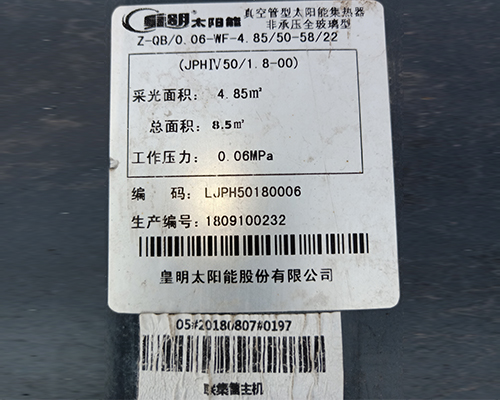 皇明太阳能 真空管型太阳能集热器
非承压全玻璃型
Z-QB/0.06-WF-4.85/50-58/22
(JPHⅣ50/1.8-00)
采光面积: 4.85㎡
总面积: 8.5㎡
工作压力: 0.06MPa
编 码: LJPH50180006
生产编号: 1809100232
皇明太阳能股份有限公司
05#20180807#0197
联集管主机